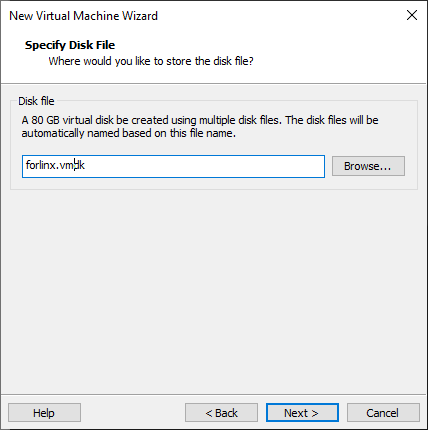 New Virtual Machine Wizard
Specify Disk File
Where would you like to store the disk file?
Disk file
A 80 GB virtual disk be created using multiple disk files. The disk files will be
automatically named based on this file name.
forlinx.vmdk
Browse...
Help
< Back
Next >
Cancel